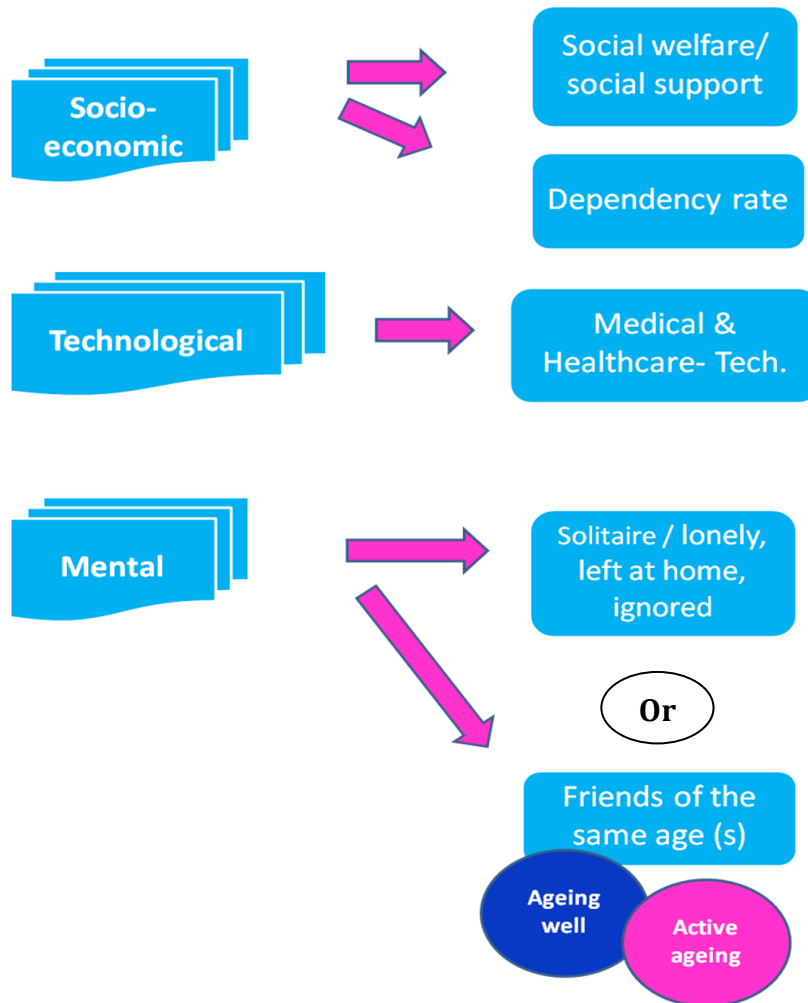 Socio-
economic
Social welfare/
social support
Dependency rate
Technological
Medical &
Healthcare- Tech.
Mental
Solitaire / lonely,
left at home,
ignored
Or
Friends of the
same age (s)
Ageing
well
Active
ageing